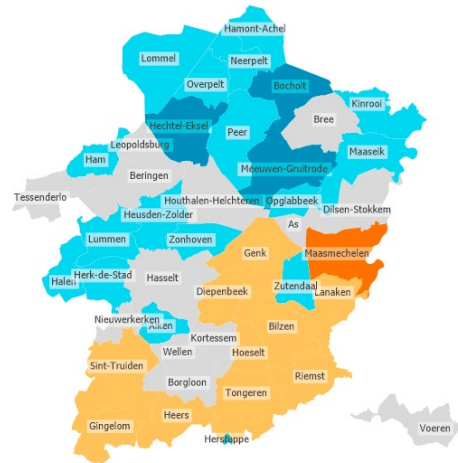 Hamont-Achel
Lommel
Neerpelt
Overpelt
Bocholt
Kinrooi
Bree
Hechtel-Eksel
Peer
Leopoldsburg
Maaseik
Ham
Meeuwen-Gruitrode
Beringen
Tessenderlo
Houthalen-Helchteren
Opglabbeek
Dilsen-Stokkem
Heusden-Zolder
As
Lummen
Zonhoven
Genk
Maasmechelen
Herk-de-Stad
Halen
Hasselt
Zutendaal
Diepenbeek
Lanaken
Nieuwerkerken
Alken
Bilzen
Kortessem
Wellen
Hoeselt
Sint-Truiden
Riemst
Borgloon
Tongeren
Heers
Gingelom
Voeren
Herstappe